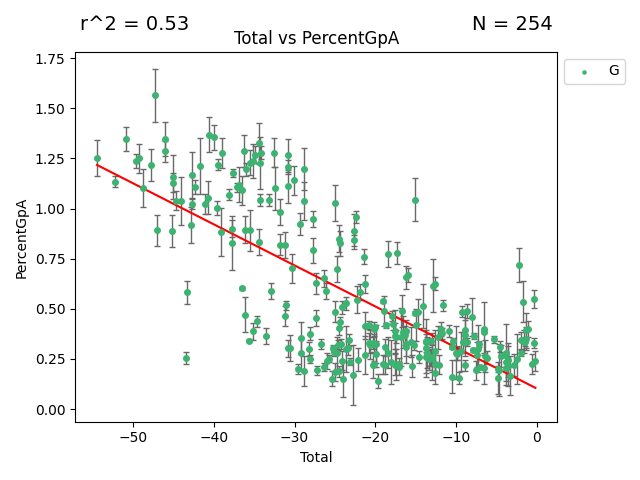 r^2 = 0.53 N = 254
Total vs PercentGpA
1.75
1.50
1.25
1.00
0.75
0.50
0.25
0.00
PercentGpA
G
−50 −40 −30 −20 −10 0
Total